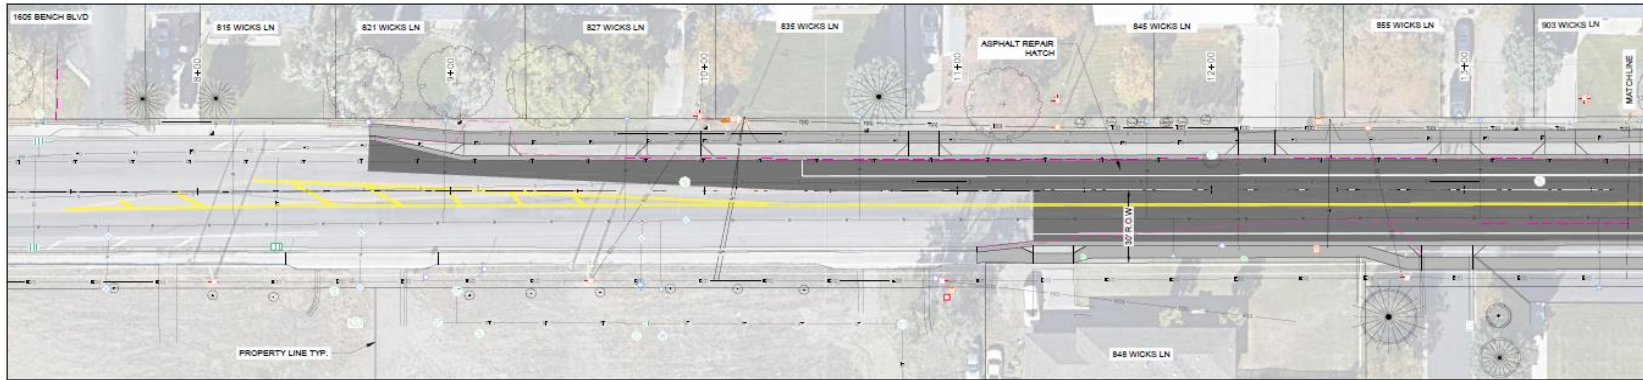 1605 BENCH BLVD
815 WICKS LN
821 WICKS LN
827 WICKS LN
835 WICKS LN
845 WICKS LN
855 WICKS LN
903 WICKS LN
ASPHALT REPAIR
HATCH
8+00
9+00
10+00
11+00
12+00
13+00
MATCHLINE
30' R.O.W
PROPERTY LINE TYP.
848 WICKS LN